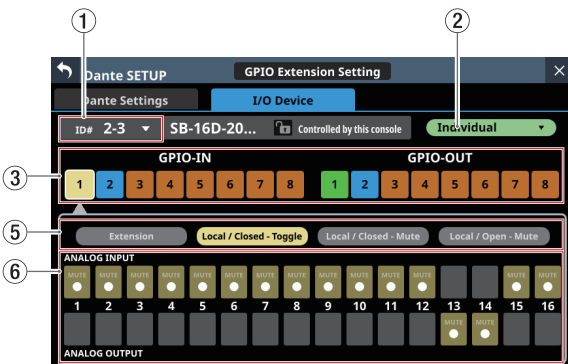 ① ②
Dante SETUP GPIO Extension Setting ×
Dante Settings I/O Device
ID# 2-3 ▼ SB-16D-20... Controlled by this console Individual ▼
GPIO-IN GPIO-OUT
③ 1 2 3 4 5 6 7 8 1 2 3 4 5 6 7 8
⑤ Extension Local / Closed - Toggle Local / Closed - Mute Local / Open - Mute
⑥ ANALOG INPUT
MUTE MUTE MUTE MUTE MUTE MUTE MUTE MUTE MUTE MUTE MUTE MUTE MUTE MUTE
1 2 3 4 5 6 7 8 9 10 11 12 13 14 15 16
MUTE MUTE
ANALOG OUTPUT